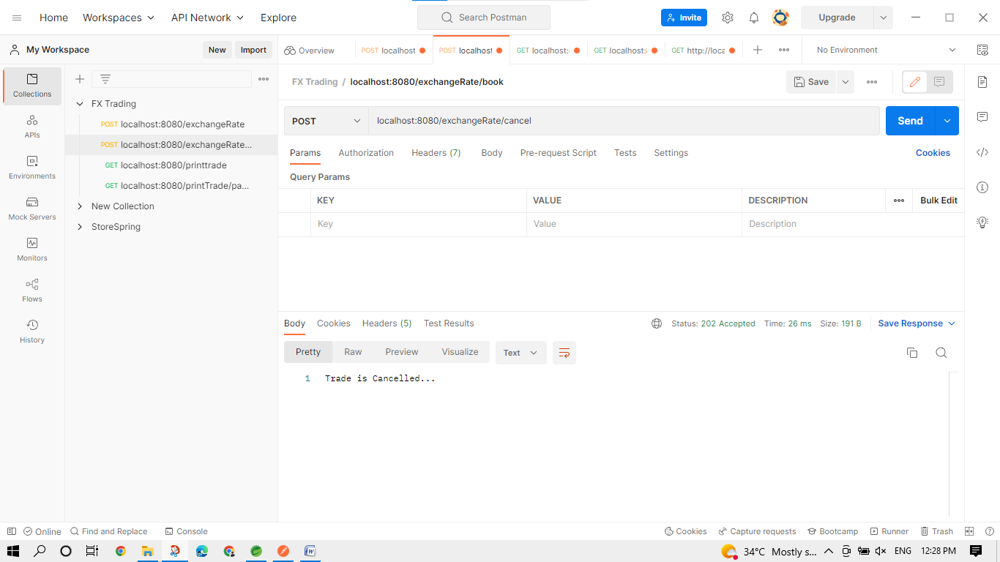 Home Workspaces API Network Explore Search Postman Invite Upgrade
My Workspace New Import Overview POST localhost POST localhost GET localhost: GET localhost: GET http://loca No Environment
Collections
APIs
Environments
Mock Servers
Monitors
Flows
History
FX Trading
POST localhost:8080/exchangeRate
POST localhost:8080/exchangeRate...
GET localhost:8080/printtrade
GET localhost:8080/printTrade/pa...
New Collection
StoreSpring
FX Trading / localhost:8080/exchangeRate/book Save
POST localhost:8080/exchangeRate/cancel Send
Params Authorization Headers (7) Body Pre-request Script Tests Settings Cookies
Query Params
KEY VALUE DESCRIPTION Bulk Edit
Key Value Description
Body Cookies Headers (5) Test Results Status: 202 Accepted Time: 26 ms Size: 191 B Save Response
Pretty Raw Preview Visualize Text
1 Trade is Cancelled...
Online Find and Replace Console Cookies Capture requests Bootcamp Runner Trash
34°C Mostly s... ENG 12:28 PM